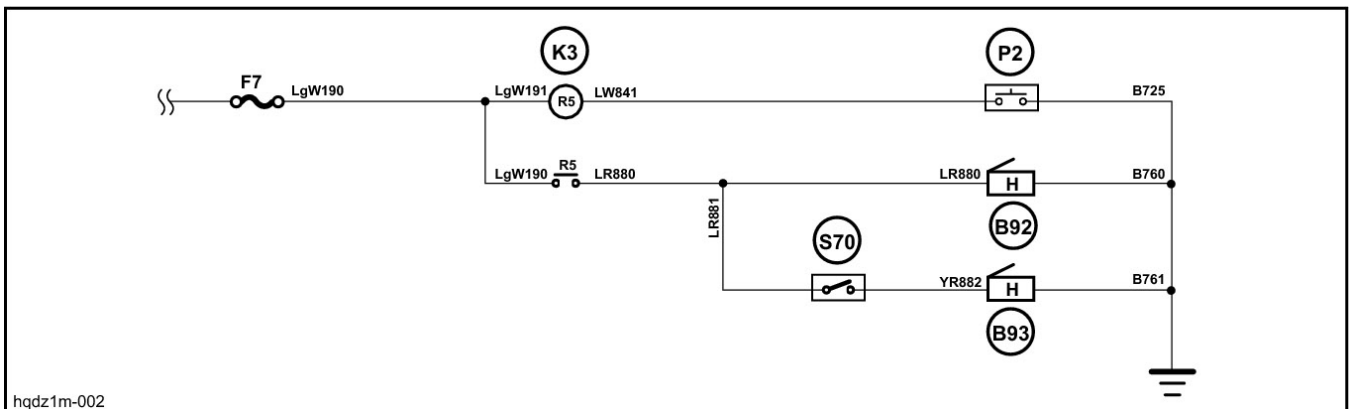 K3
P2
F7
LgW190
LgW191
R5
LW841
B725
LgW190
R5
LR880
LR880
H
B760
LR881
B92
S70
YR882
H
B761
B93
hqdz1m-002